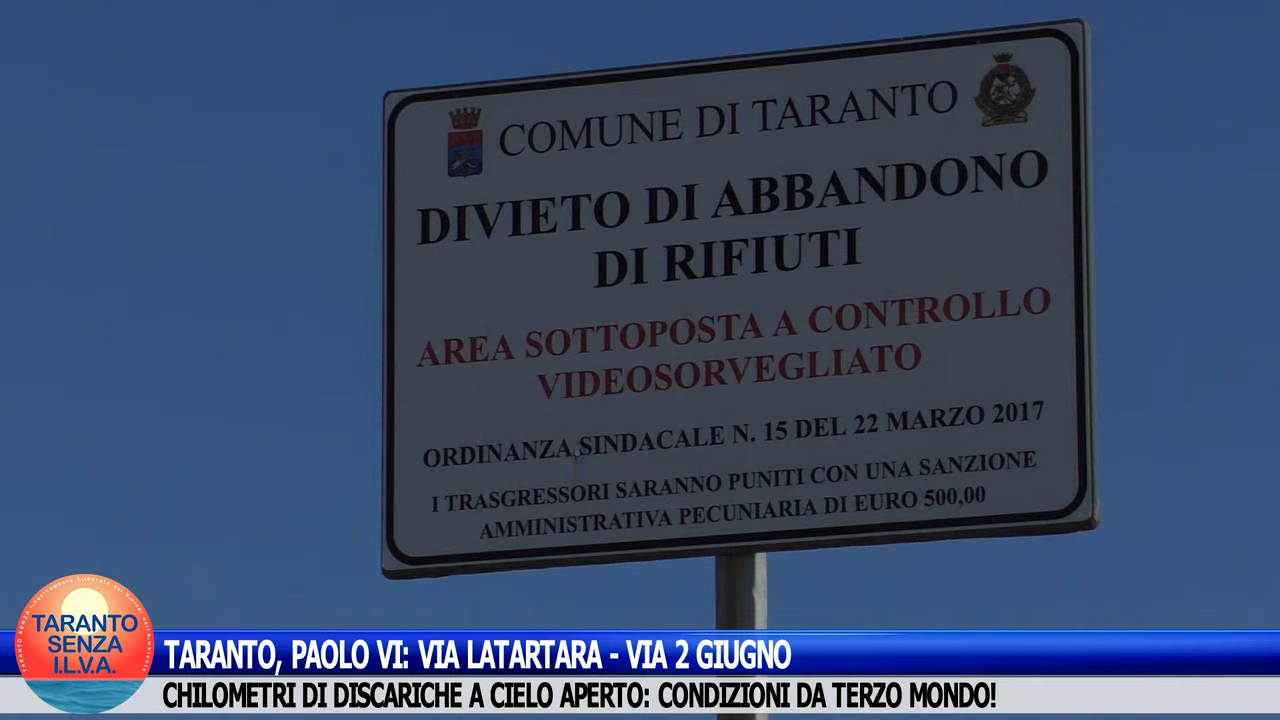 COMUNE DI TARANTO
DIVIETO DI ABBANDONO
DI RIFIUTI
AREA SOTTOPOSTA A CONTROLLO
VIDEOSORVEGLIATO
ORDINANZA SINDACALE N. 15 DEL 22 MARZO 2017
I TRASGRESSORI SARANNO PUNITI CON UNA SANZIONE
AMMINISTRATIVA PECUNIARIA DI EURO 500,00
TARANTO
SENZA
I.L.V.A.
TARANTO, PAOLO VI: VIA LATARTARA - VIA 2 GIUGNO
CHILOMETRI DI DISCARICHE A CIELO APERTO: CONDIZIONI DA TERZO MONDO!